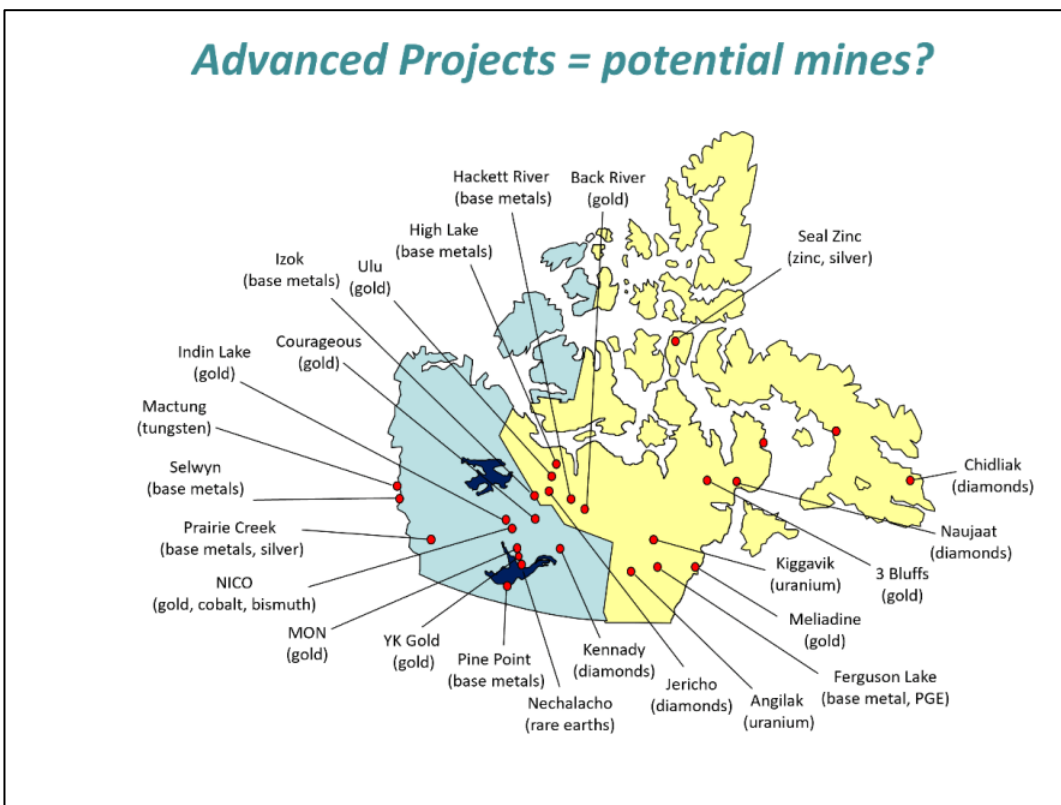 Advanced Projects = potential mines?
Hackett River
(base metals)
Back River
(gold)
High Lake
(base metals)
Seal Zinc
(zinc, silver)
Izok
(base metals)
Ulu
(gold)
Courageous
(gold)
Indin Lake
(gold)
Mactung
(tungsten)
Selwyn
(base metals)
Chidliak
(diamonds)
Prairie Creek
(base metals, silver)
Naujaat
(diamonds)
NICO
(gold, cobalt, bismuth)
Kiggavik
(uranium)
3 Bluffs
(gold)
MON
(gold)
YK Gold
(gold)
Pine Point
(base metals)
Kennady
(diamonds)
Meliadine
(gold)
Nechalacho
(rare earths)
Jericho
(diamonds)
Angilak
(uranium)
Ferguson Lake
(base metal, PGE)